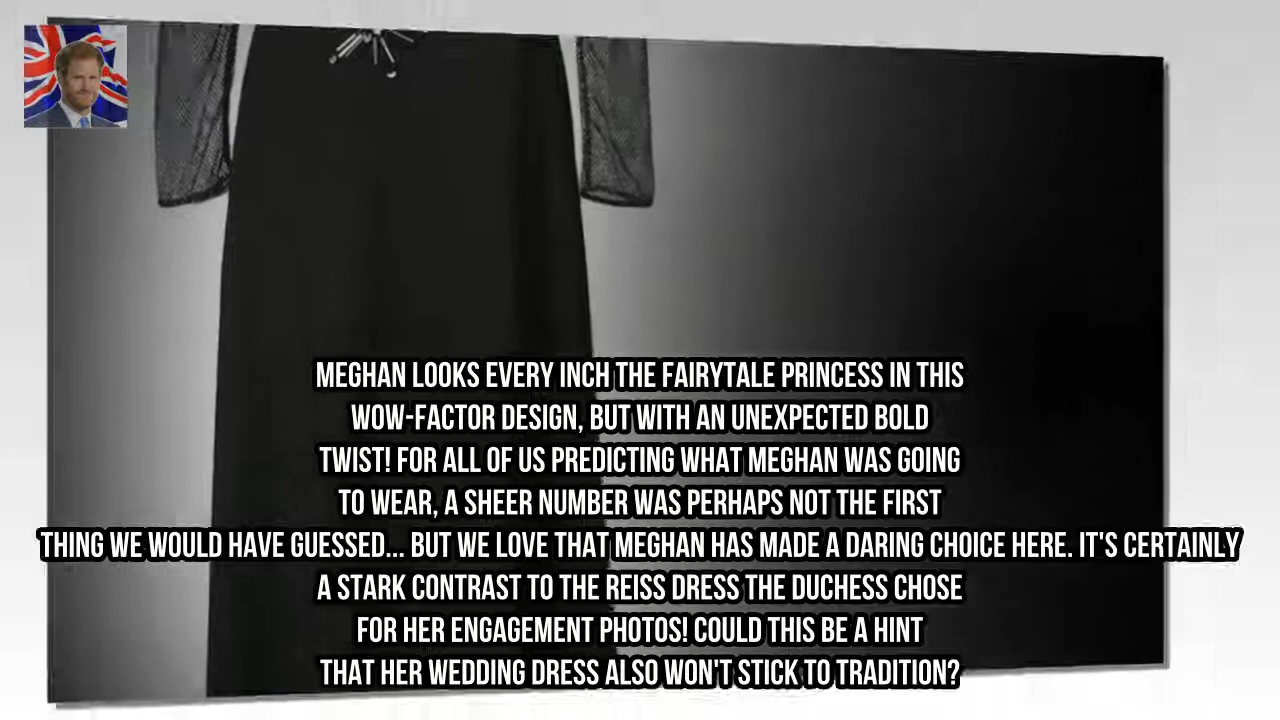 MEGHAN LOOKS EVERY INCH THE FAIRYTALE PRINCESS IN THIS
WOW-FACTOR DESIGN, BUT WITH AN UNEXPECTED BOLD
TWIST! FOR ALL OF US PREDICTING WHAT MEGHAN WAS GOING
TO WEAR, A SHEER NUMBER WAS PERHAPS NOT THE FIRST
THING WE WOULD HAVE GUESSED... BUT WE LOVE THAT MEGHAN HAS MADE A DARING CHOICE HERE. IT'S CERTAINLY
A STARK CONTRAST TO THE REISS DRESS THE DUCHESS CHOSE
FOR HER ENGAGEMENT PHOTOS! COULD THIS BE A HINT
THAT HER WEDDING DRESS ALSO WON'T STICK TO TRADITION?